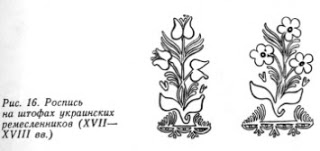 Рис. 16. Роспись
на штофах украинских
ремесленников (XVII—
XVIII вв.)